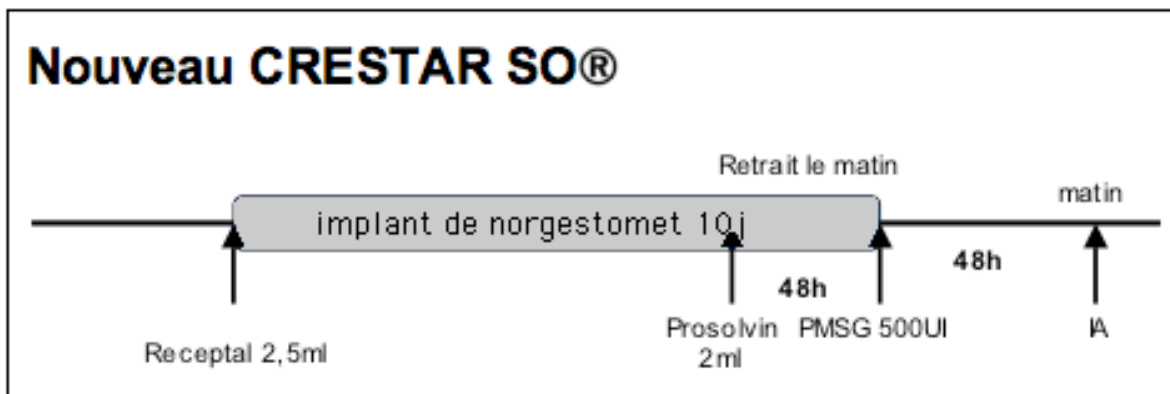 Nouveau CRESTAR SO®
Retrait le matin
matin
implant de norgestomet 10j
48h
48h
Receptal 2,5ml
Prosolvin
2ml
PMSG 500UI
IA